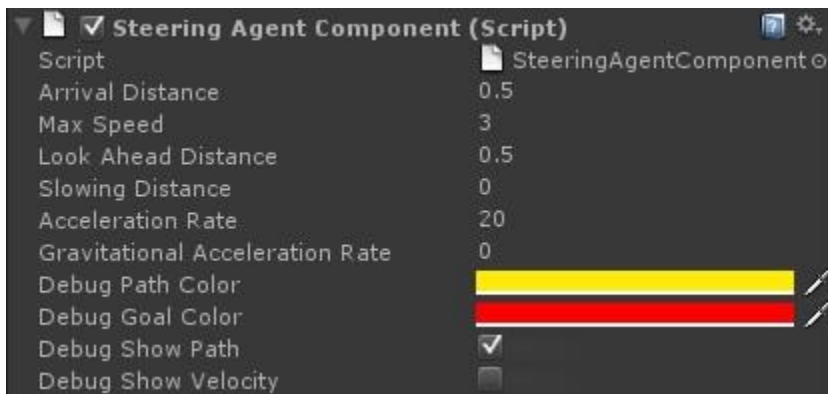 Steering Agent Component (Script)
Script SteeringAgentComponent
Arrival Distance 0.5
Max Speed 3
Look Ahead Distance 0.5
Slowing Distance 0
Acceleration Rate 20
Gravitational Acceleration Rate 0
Debug Path Color
Debug Goal Color
Debug Show Path
Debug Show Velocity